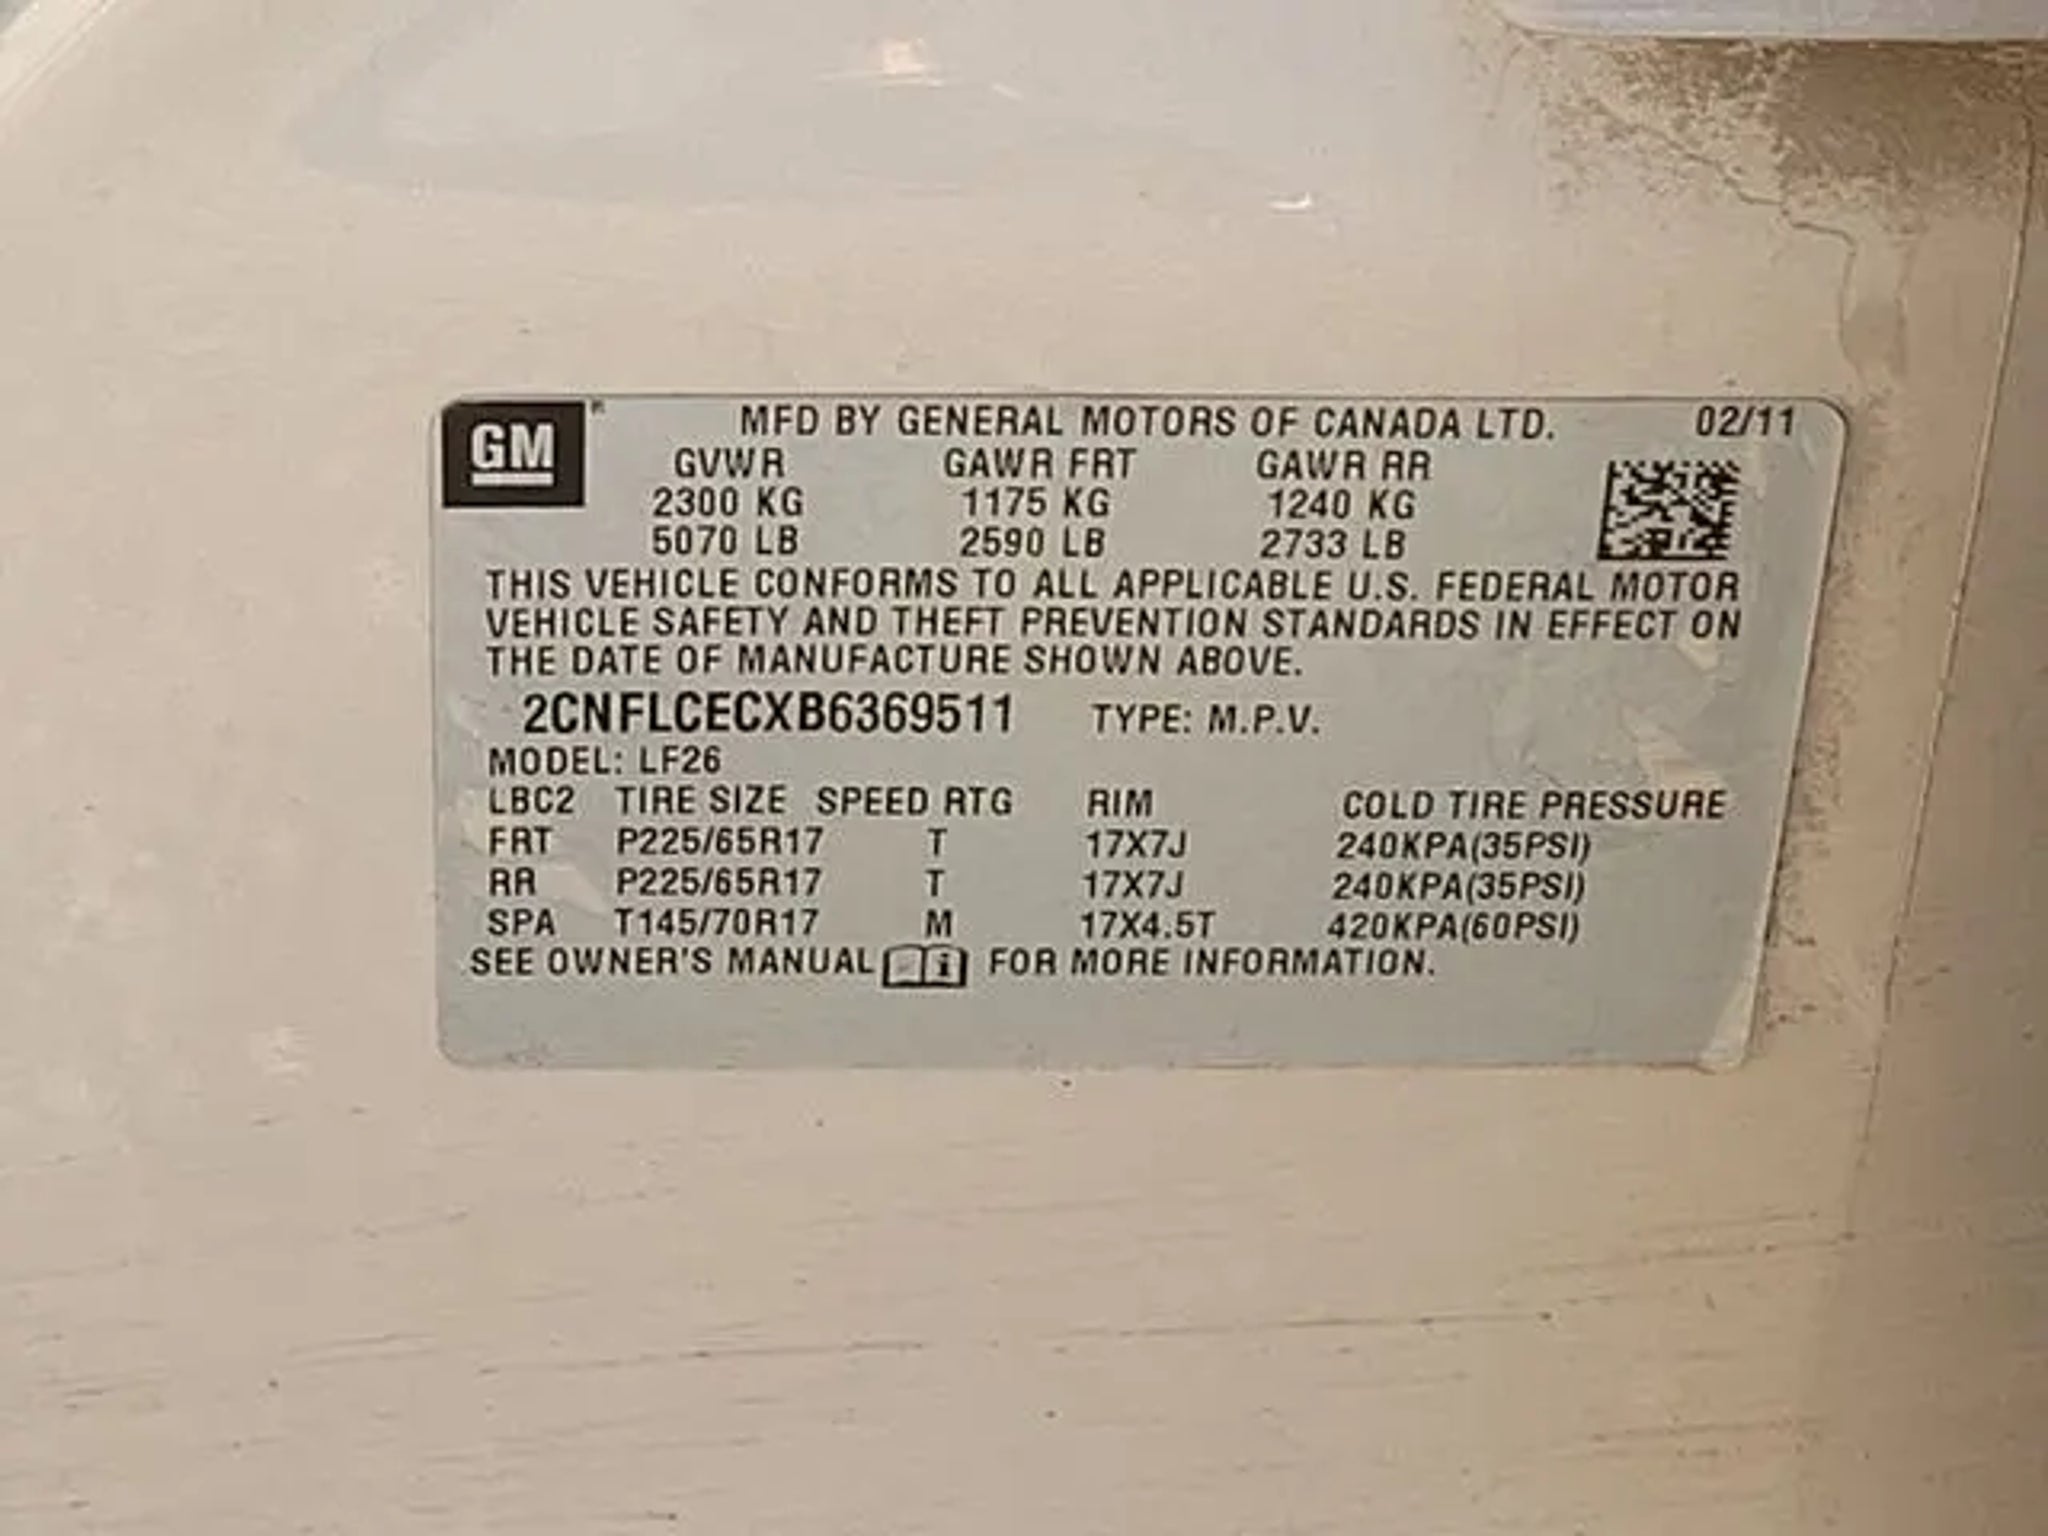 GM MFD BY GENERAL MOTORS OF CANADA LTD. 02/11
GVWR GAWR FRT GAWR RR
2300 KG 1175 KG 1240 KG
5070 LB 2590 LB 2733 LB
THIS VEHICLE CONFORMS TO ALL APPLICABLE U.S. FEDERAL MOTOR
VEHICLE SAFETY AND THEFT PREVENTION STANDARDS IN EFFECT ON
THE DATE OF MANUFACTURE SHOWN ABOVE.
2CNFLCECXB6369511 TYPE: M.P.V.
MODEL: LF26
LBC2 TIRE SIZE SPEED RTG RIM COLD TIRE PRESSURE
FRT P225/65R17 T 17X7J 240KPA(35PSI)
RR P225/65R17 T 17X7J 240KPA(35PSI)
SPA T145/70R17 M 17X4.5T 420KPA(60PSI)
SEE OWNER'S MANUAL i FOR MORE INFORMATION.